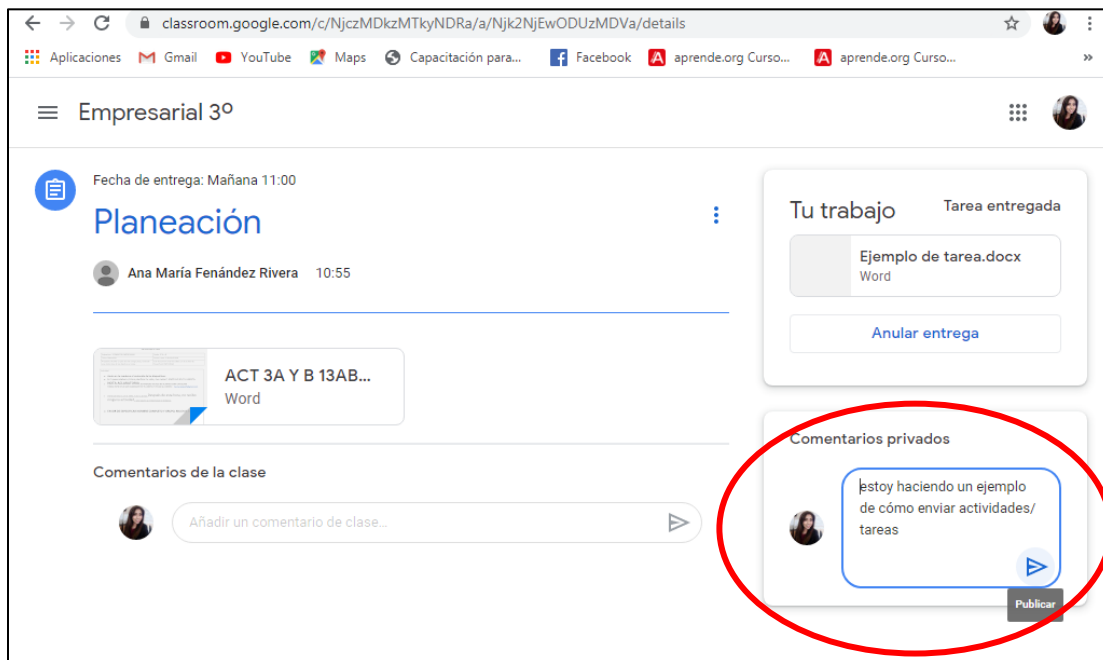 classroom.google.com/c/NjczMDkzMTkyNDRa/a/Njk2NjEwODUzMDVa/details
Aplicaciones Gmail YouTube Maps Capacitación para... Facebook aprende.org Curso... aprende.org Curso... »
Empresarial 3º
Fecha de entrega: Mañana 11:00
Planeación
Ana María Fenández Rivera 10:55
ACT 3A Y B 13AB...
Word
Comentarios de la clase
Añadir un comentario de clase...
Tu trabajo Tarea entregada
Ejemplo de tarea.docx
Word
Anular entrega
Comentarios privados
estoy haciendo un ejemplo
de cómo enviar actividades/
tareas
Publicar